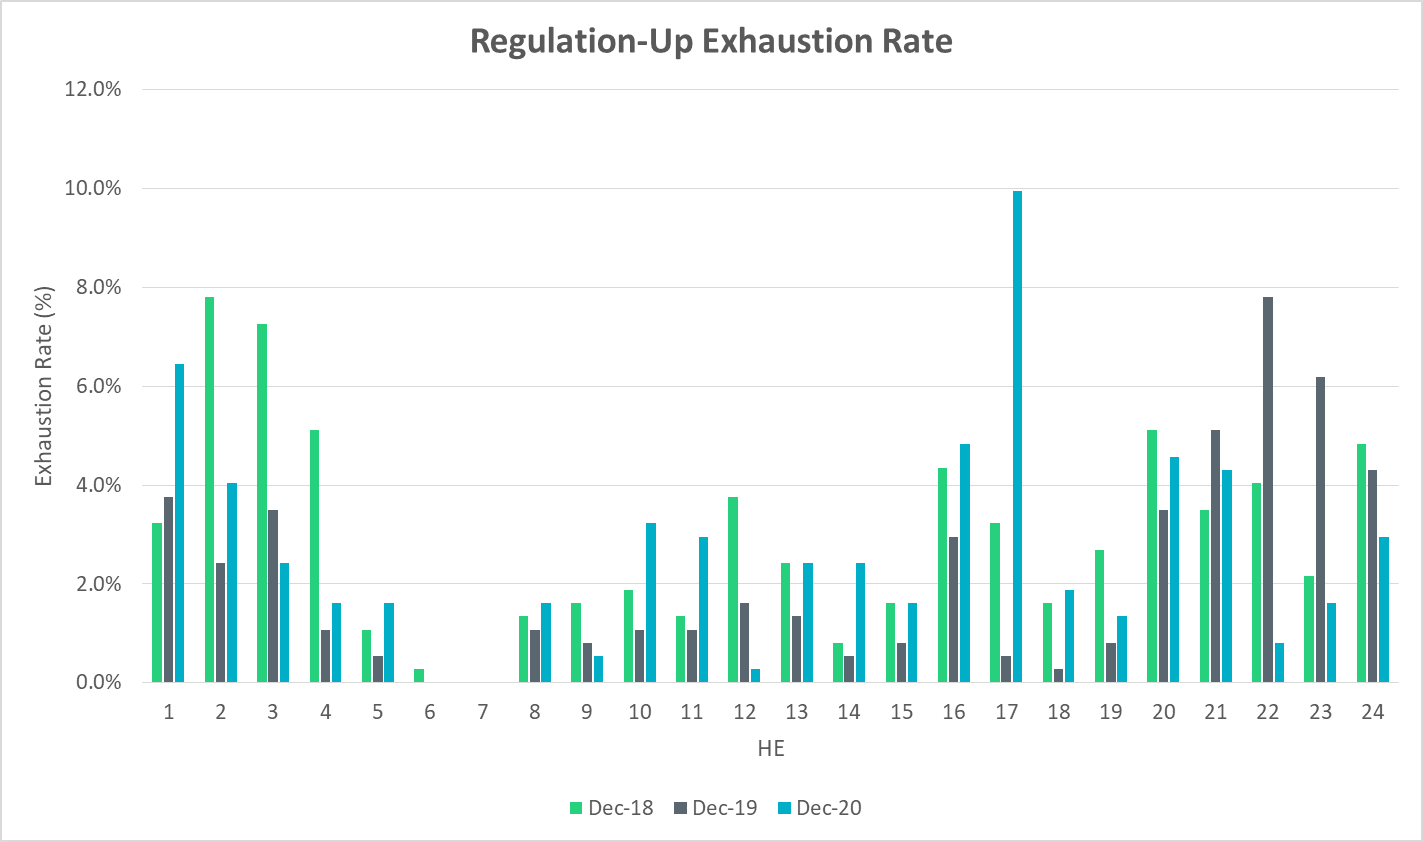 Regulation-Up Exhaustion Rate
12.0%
10.0%
8.0%
6.0%
4.0%
2.0%
0.0%
Exhaustion Rate (%)
1 2 3 4 5 6 7 8 9 10 11 12 13 14 15 16 17 18 19 20 21 22 23 24
HE
Dec-18 Dec-19 Dec-20